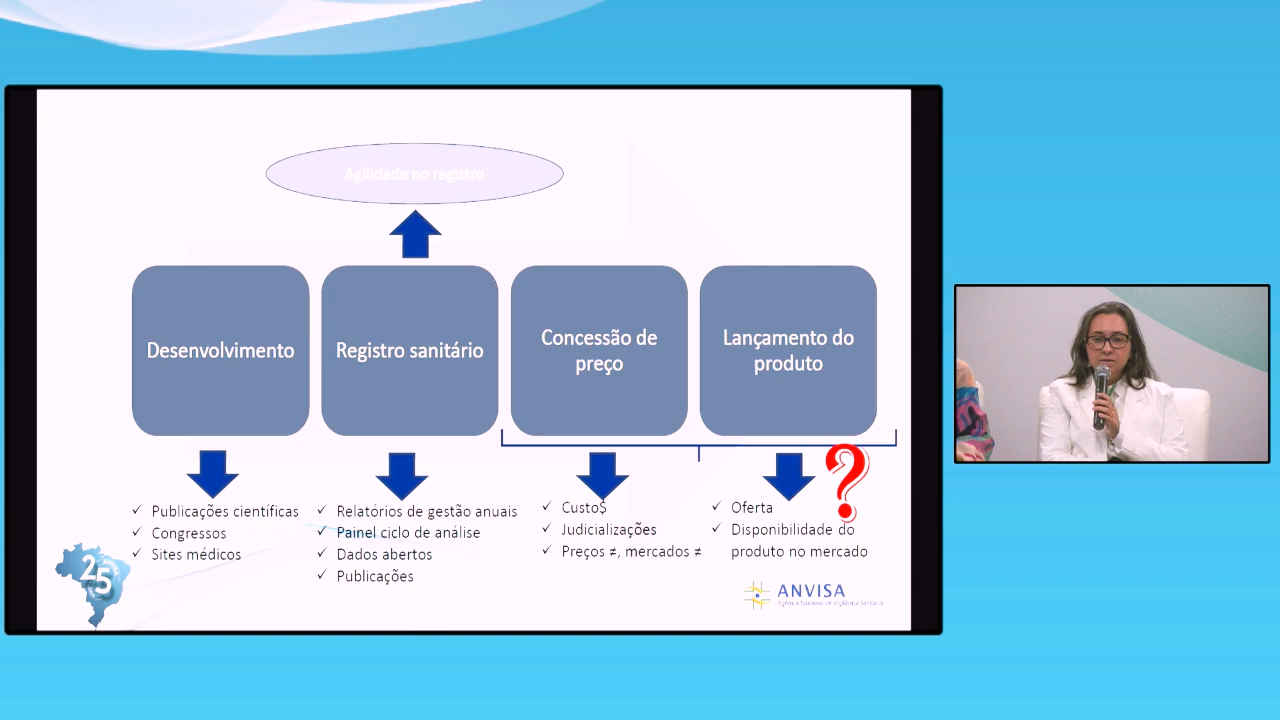 Agilidade no registro
Desenvolvimento
Registro sanitário
Concessão de
preço
Lançamento do
produto
✓ Publicações científicas
✓ Congressos
✓ Sites médicos
✓ Relatórios de gestão anuais
✓ Painel ciclo de análise
✓ Dados abertos
✓ Publicações
✓ Custo$
✓ Judicializações
✓ Preços ≠, mercados ≠
?
✓ Oferta
✓ Disponibilidade do
produto no mercado
25
ANVISA
Agência Nacional de Vigilância Sanitária